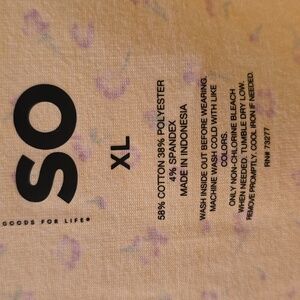 SO
GOODS FOR LIFE®
XL
58% COTTON 38% POLYESTER
4% SPANDEX
MADE IN INDONESIA
WASH INSIDE OUT BEFORE WEARING.
MACHINE WASH COLD WITH LIKE
COLORS.
ONLY NON-CHLORINE BLEACH
WHEN NEEDED. TUMBLE DRY LOW.
REMOVE PROMPTLY. COOL IRON IF NEEDED.
RN# 73277